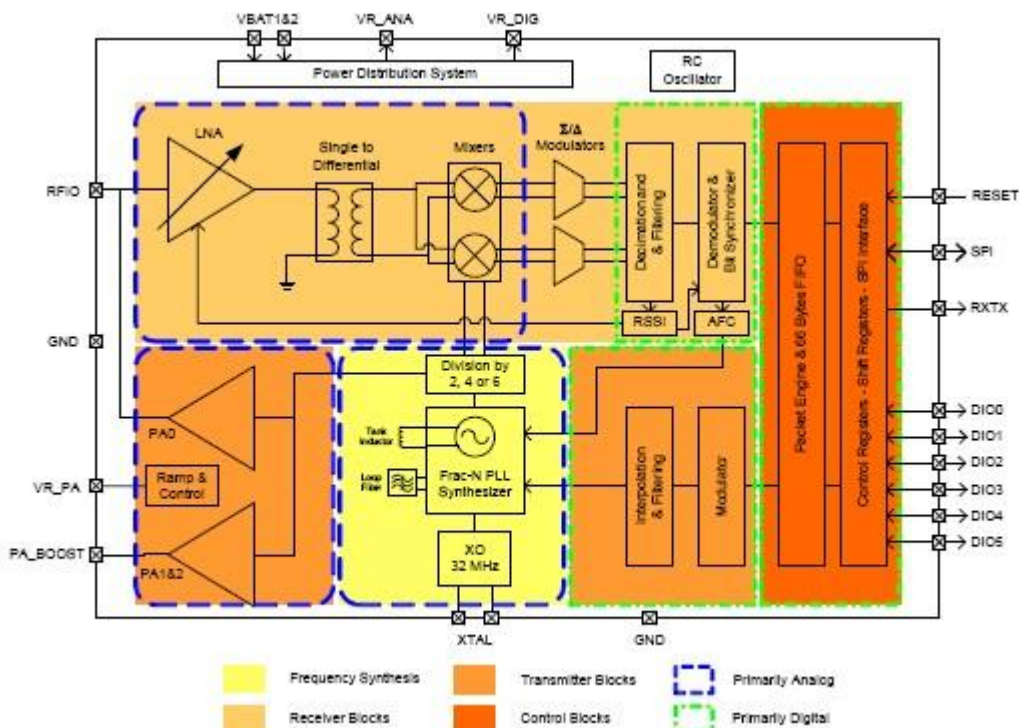 VBAT1&2
VR_ANA
VR_DIG
Power Distribution System
RC
Oscillator
LNA
Single to
Differential
Mixers
Σ/Δ
Modulators
RFIO
Decimation and
& Filtering
Demodulator &
Bit Synchronizer
Packet Engine & 66 Bytes FIFO
Control Registers - Shift Registers - SPI Interface
RESET
SPI
RXTX
RSSI
AFC
GND
Division by
2, 4 or 6
PA0
Tank
Inductor
Frac-N PLL
Synthesizer
Loop
Filter
Interpolation
& Filtering
Modulator
DIO0
DIO1
DIO2
DIO3
DIO4
DIO5
VR_PA
Ramp &
Control
PA_BOOST
PA1&2
XO
32 MHz
XTAL
GND
Frequency Synthesis
Transmitter Blocks
Primarily Analog
Receiver Blocks
Control Blocks
Primarily Digital